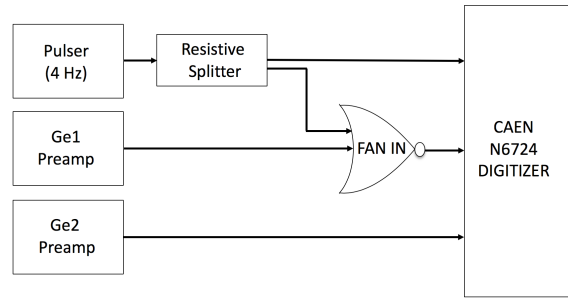 Pulser
(4 Hz)
Resistive
Splitter
Ge1
Preamp
FAN IN
CAEN
N6724
DIGITIZER
Ge2
Preamp